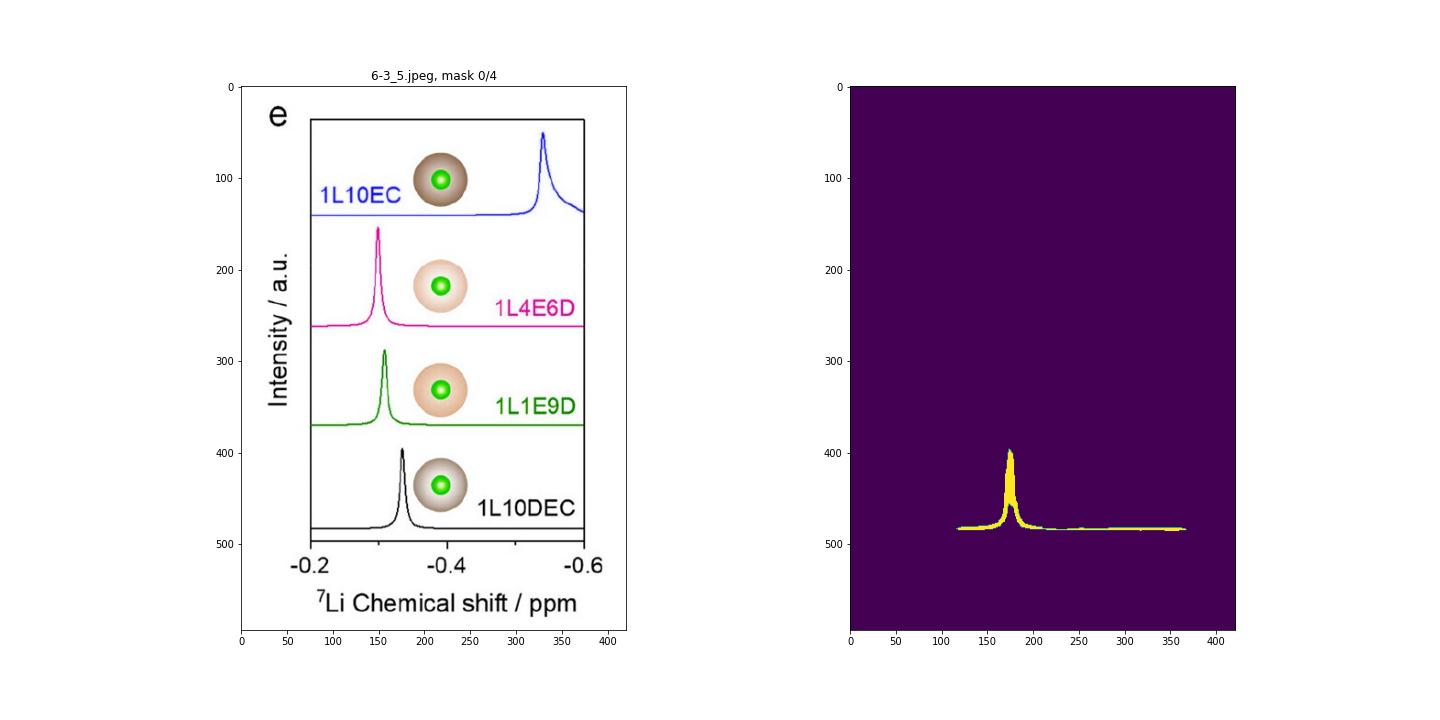 6-3_5.jpeg, mask 0/4
e
1L10EC
1L4E6D
1L1E9D
1L10DEC
Intensity / a.u.
-0.2 -0.4 -0.6
⁷Li Chemical shift / ppm
0
100
200
300
400
500
0 50 100 150 200 250 300 350 400
0
100
200
300
400
500
0 50 100 150 200 250 300 350 400